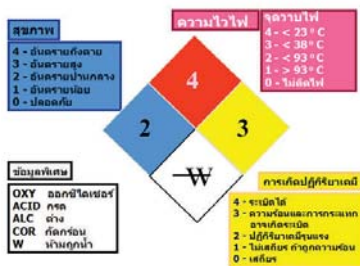 สุขภาพ
4 - อันตรายถึงตาย
3 - อันตรายสูง
2 - อันตรายปานกลาง
1 - อันตรายน้อย
0 - ปลอดภัย
ความไวไฟ
จุดวาบไฟ
4 - < 23° C
3 - < 38° C
2 - < 93° C
1 - > 93° C
0 - ไม่ติดไฟ
4
2
3
W
ข้อมูลพิเศษ
OXY ออกซิไดเซอร์
ACID กรด
ALC ด่าง
COR กัดกร่อน
W ห้ามถูกน้ำ
การเกิดปฏิกิริยาเคมี
4 - ระเบิดได้
3 - ความร้อนและการกระแทก
อาจเกิดระเบิด
2 - ปฏิกิริยาเคมีรุนแรง
1 - ไม่เสถียร ถ้าถูกความร้อน
0 - เสถียร